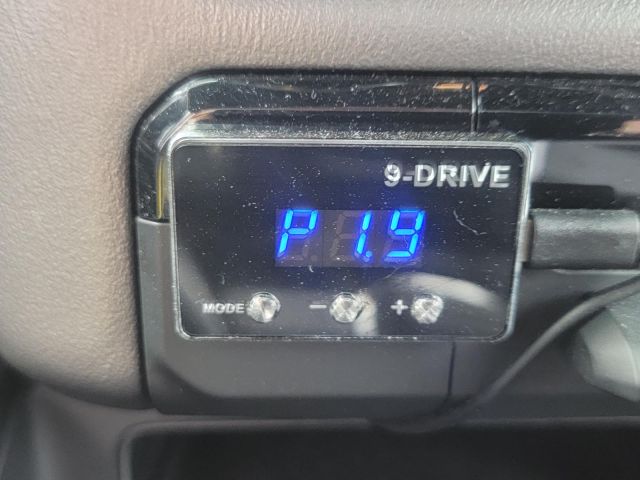 9-DRIVE
P 1.9
MODE − +